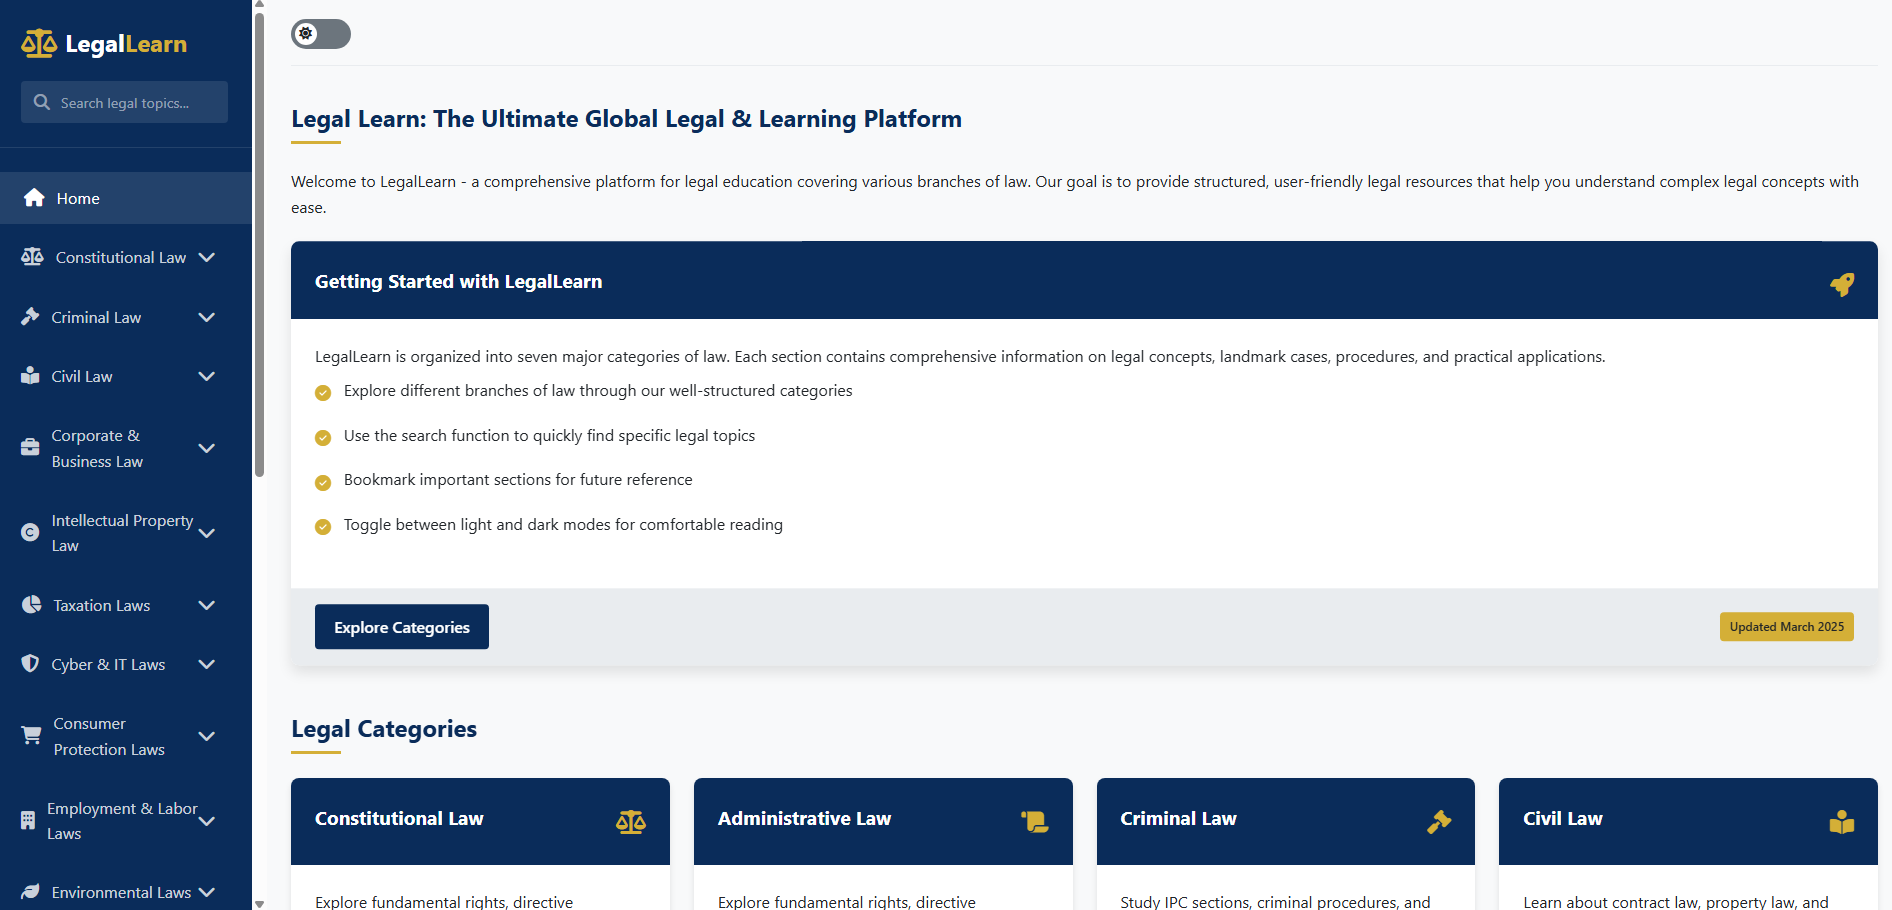 LegalLearn
Search legal topics...
Home
Constitutional Law
Criminal Law
Civil Law
Corporate &
Business Law
Intellectual Property
Law
Taxation Laws
Cyber & IT Laws
Consumer
Protection Laws
Employment & Labor
Laws
Environmental Laws
Legal Learn: The Ultimate Global Legal & Learning Platform
Welcome to LegalLearn - a comprehensive platform for legal education covering various branches of law. Our goal is to provide structured, user-friendly legal resources that help you understand complex legal concepts with
ease.
Getting Started with LegalLearn
LegalLearn is organized into seven major categories of law. Each section contains comprehensive information on legal concepts, landmark cases, procedures, and practical applications.
Explore different branches of law through our well-structured categories
Use the search function to quickly find specific legal topics
Bookmark important sections for future reference
Toggle between light and dark modes for comfortable reading
Explore Categories
Updated March 2025
Legal Categories
Constitutional Law
Explore fundamental rights, directive
Administrative Law
Explore fundamental rights, directive
Criminal Law
Study IPC sections, criminal procedures, and
Civil Law
Learn about contract law, property law, and